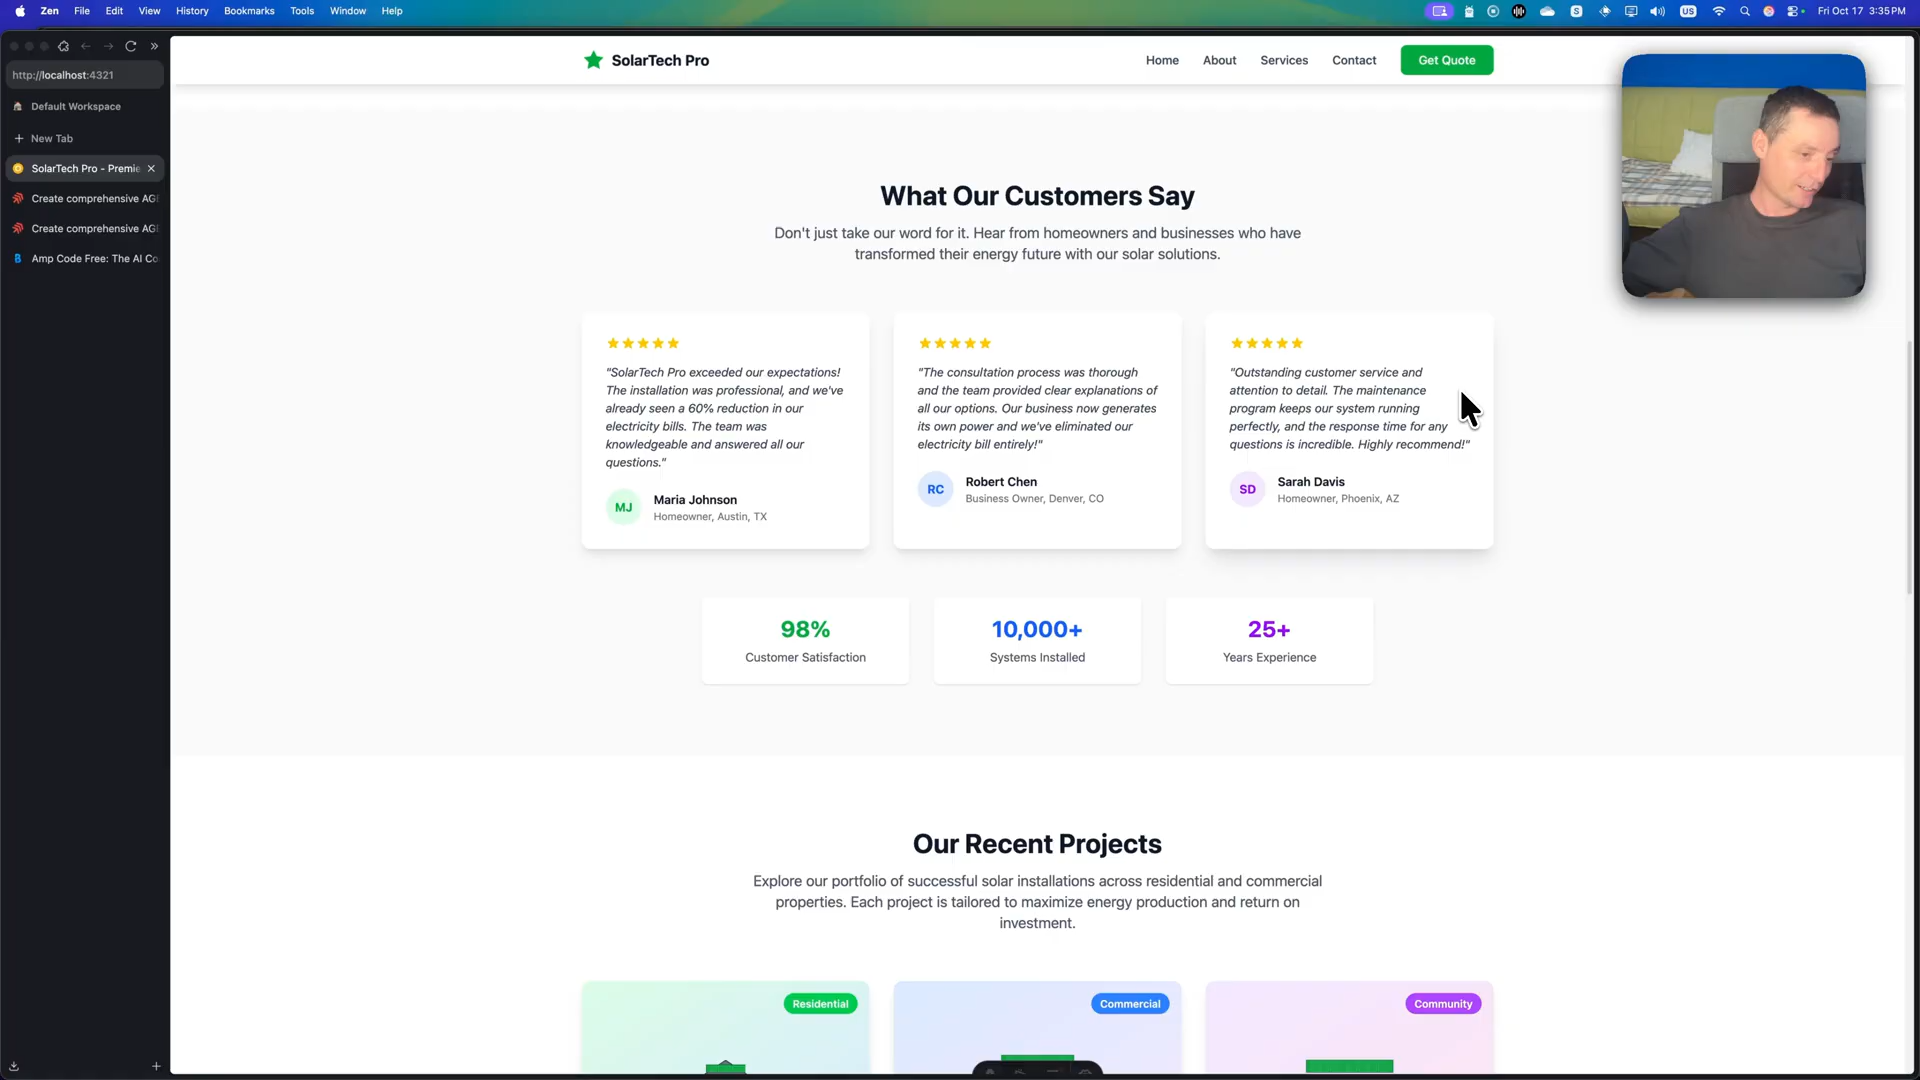 Zen File Edit View History Bookmarks Tools Window Help
S
US
Fri Oct 17 3:35 PM
http://localhost:4321
Default Workspace
New Tab
SolarTech Pro - Premie
Create comprehensive AG
Create comprehensive AG
B Amp Code Free: The AI Co
SolarTech Pro
Home About Services Contact Get Quote
What Our Customers Say
Don't just take our word for it. Hear from homeowners and businesses who have
transformed their energy future with our solar solutions.
"SolarTech Pro exceeded our expectations!
The installation was professional, and we've
already seen a 60% reduction in our
electricity bills. The team was
knowledgeable and answered all our
questions."
MJ
Maria Johnson
Homeowner, Austin, TX
"The consultation process was thorough
and the team provided clear explanations of
all our options. Our business now generates
its own power and we've eliminated our
electricity bill entirely!"
RC
Robert Chen
Business Owner, Denver, CO
"Outstanding customer service and
attention to detail. The maintenance
program keeps our system running
perfectly, and the response time for any
questions is incredible. Highly recommend!"
SD
Sarah Davis
Homeowner, Phoenix, AZ
98%
Customer Satisfaction
10,000+
Systems Installed
25+
Years Experience
Our Recent Projects
Explore our portfolio of successful solar installations across residential and commercial
properties. Each project is tailored to maximize energy production and return on
investment.
Residential
Commercial
Community